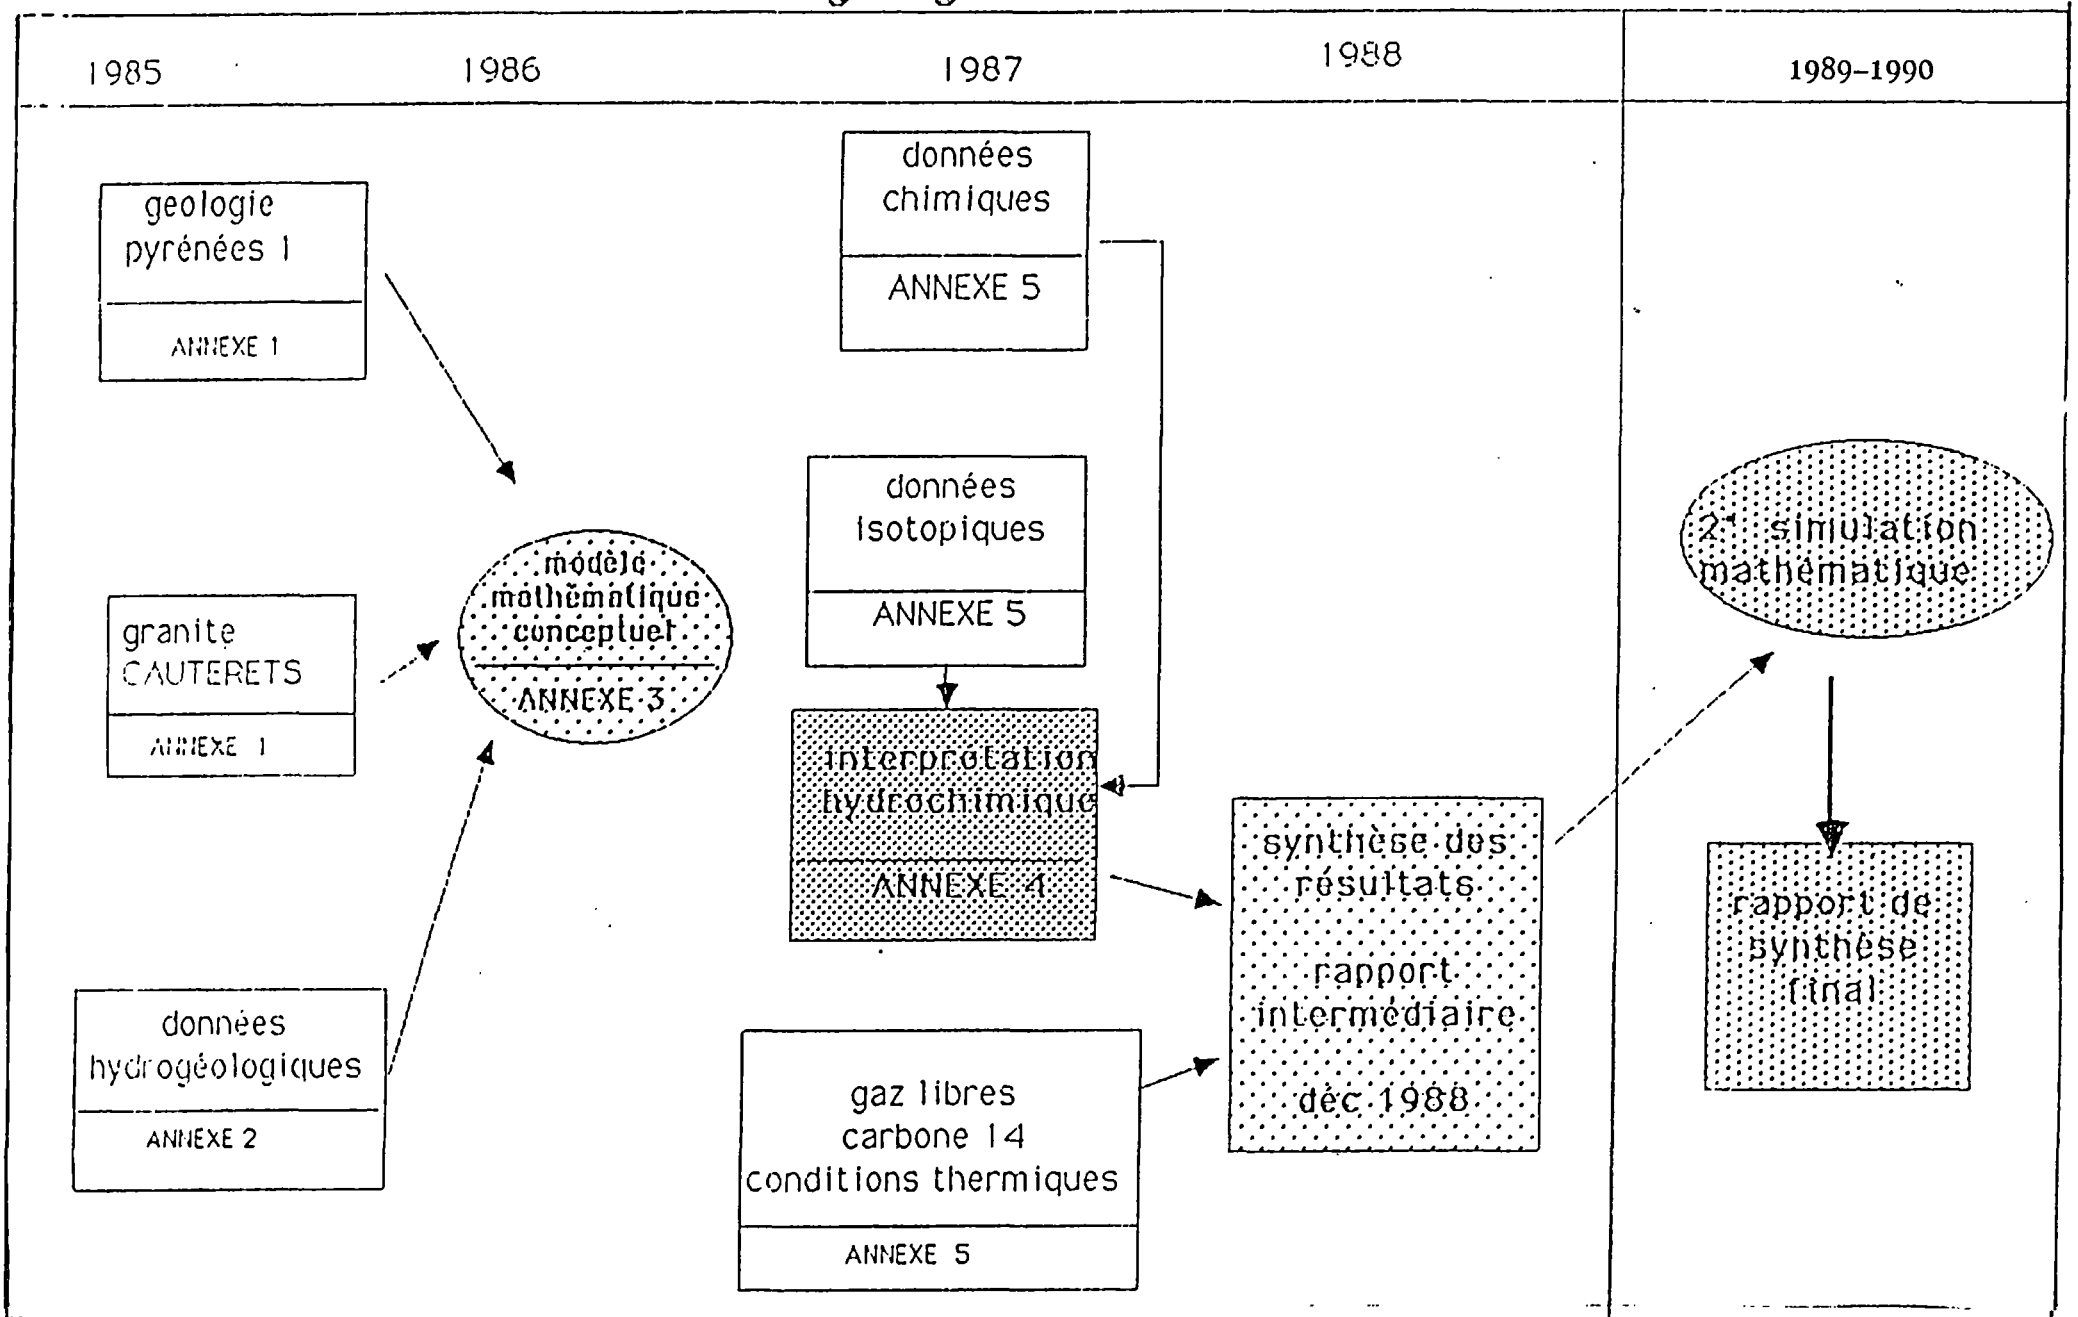 1985
1986
1987
1988
1989–1990
geologie
pyrénées 1
ANNEXE 1
granite
CAUTERETS
ANNEXE 1
données
hydrogéologiques
ANNEXE 2
modèle
mathématique
conceptuel
ANNEXE 3
données
chimiques
ANNEXE 5
données
isotopiques
ANNEXE 5
interprétation
hydrochimique
ANNEXE 4
gaz libres
carbone 14
conditions thermiques
ANNEXE 5
synthèse des
résultats
rapport
intermédiaire
déc 1988
simulation
mathématique
rapport de
synthèse
final